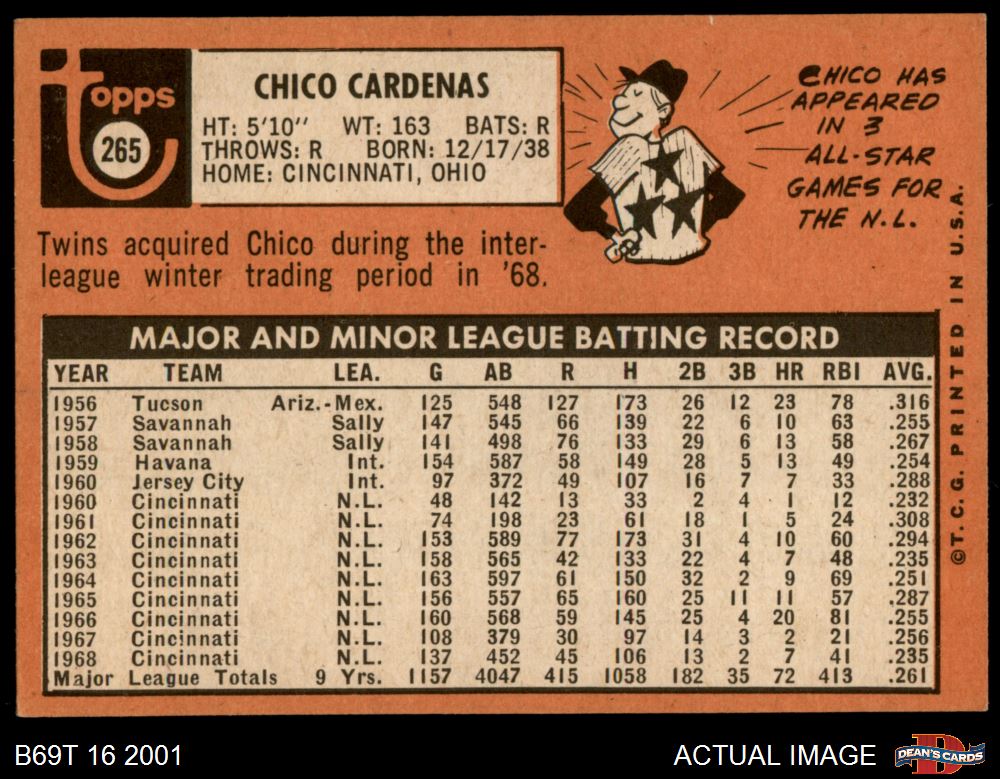 Topps
265
CHICO CARDENAS
HT: 5'10" WT: 163 BATS: R
THROWS: R BORN: 12/17/38
HOME: CINCINNATI, OHIO
CHICO HAS
APPEARED
IN 3
ALL-STAR
GAMES FOR
THE N.L.
Twins acquired Chico during the inter-
league winter trading period in '68.
MAJOR AND MINOR LEAGUE BATTING RECORD
YEAR TEAM LEA. G AB R H 2B 3B HR RBI AVG.
1956 Tucson Ariz.-Mex. 125 548 127 173 26 12 23 78 .316
1957 Savannah Sally 147 545 66 139 22 6 10 63 .255
1958 Savannah Sally 141 498 76 133 29 6 13 58 .267
1959 Havana Int. 154 587 58 149 28 5 13 49 .254
1960 Jersey City Int. 97 372 49 107 16 7 7 33 .288
1960 Cincinnati N.L. 48 142 13 33 2 4 1 12 .232
1961 Cincinnati N.L. 74 198 23 61 18 1 5 24 .308
1962 Cincinnati N.L. 153 589 77 173 31 4 10 60 .294
1963 Cincinnati N.L. 158 565 42 133 22 4 7 48 .235
1964 Cincinnati N.L. 163 597 61 150 32 2 9 69 .251
1965 Cincinnati N.L. 156 557 65 160 25 11 11 57 .287
1966 Cincinnati N.L. 160 568 59 145 25 4 20 81 .255
1967 Cincinnati N.L. 108 379 30 97 14 3 2 21 .256
1968 Cincinnati N.L. 137 452 45 106 13 2 7 41 .235
Major League Totals 9 Yrs. 1157 4047 415 1058 182 35 72 413 .261
©T. C. G. PRINTED IN U.S.A.
B69T 16 2001
ACTUAL IMAGE
D
DEAN'S CARDS